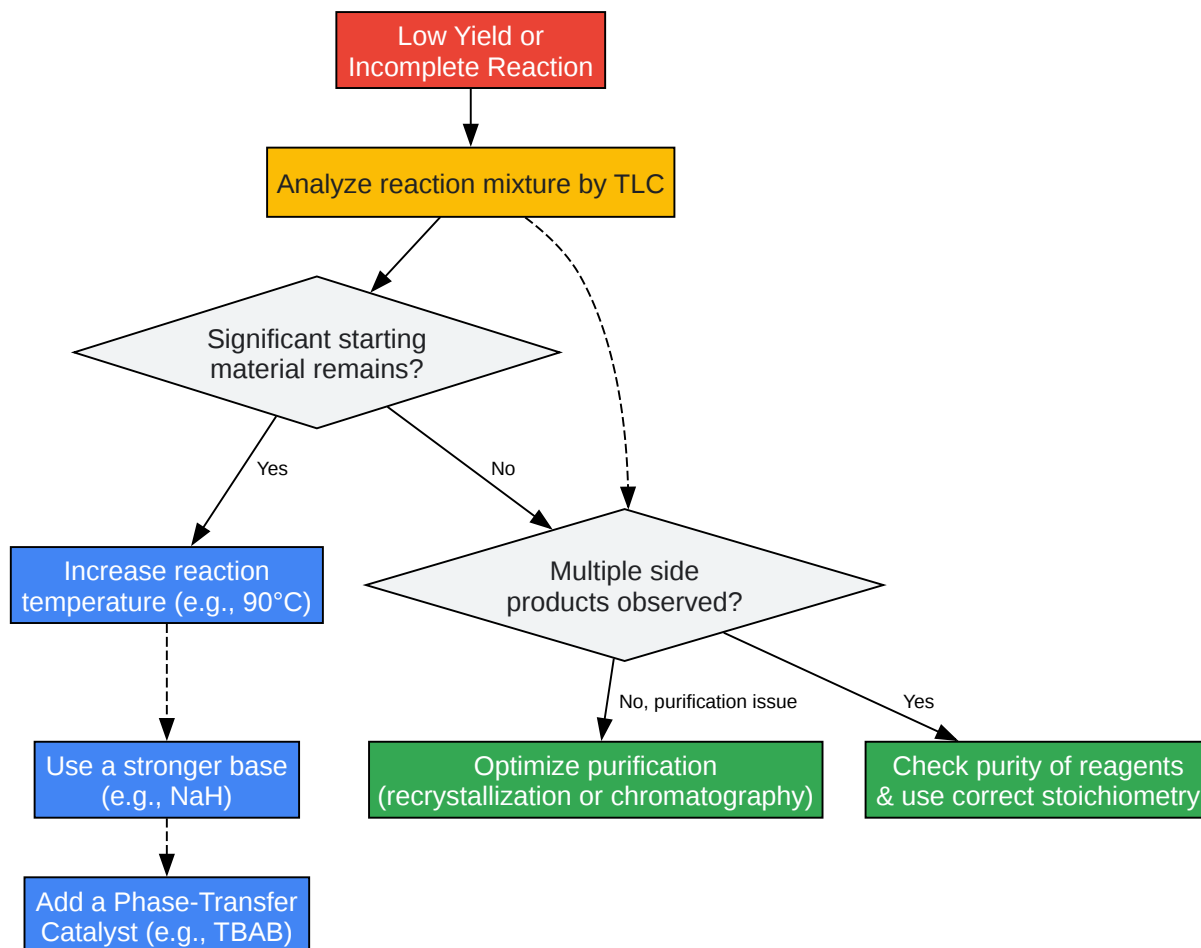 Low Yield or
Incomplete Reaction
Analyze reaction mixture by TLC
Significant starting
material remains?
Yes
No
Increase reaction
temperature (e.g., 90°C)
Multiple side
products observed?
No, purification issue
Yes
Use a stronger base
(e.g., NaH)
Optimize purification
(recrystallization or chromatography)
Check purity of reagents
& use correct stoichiometry
Add a Phase-Transfer
Catalyst (e.g., TBAB)